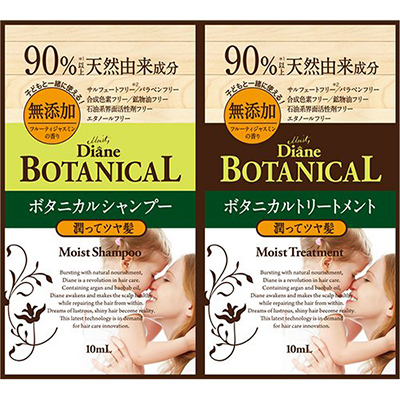 90%※1以上天然由来成分
子どもと一緒に使える!
無添加
フルーティジャスミン
の香り
サルフェートフリー※2/パラベンフリー
合成色素フリー/鉱物油フリー
石油系界面活性剤フリー
エタノールフリー
Moist
Diane
BOTANICAL
ボタニカルシャンプー
潤ってツヤ髪
Moist Shampoo
Bursting with natural nourishment,
Diane is a revolution in hair care.
Containing argan and baobab oil,
Diane awakens and makes the scalp healthy
while repairing the hair from within.
Dreams of lustrous, shiny hair become reality.
This latest technology is in demand
for hair care innovation.
10mL
90%※1以上天然由来成分
子どもと一緒に使える!
無添加
フルーティジャスミン
の香り
サルフェートフリー※2/パラベンフリー
合成色素フリー/鉱物油フリー
石油系界面活性剤フリー
エタノールフリー
Moist
Diane
BOTANICAL
ボタニカルトリートメント
潤ってツヤ髪
Moist Treatment
Bursting with natural nourishment,
Diane is a revolution in hair care.
Containing argan and baobab oil,
Diane awakens and makes the scalp healthy
while repairing the hair from within.
Dreams of lustrous, shiny hair become reality.
This latest technology is in demand
for hair care innovation.
10mL